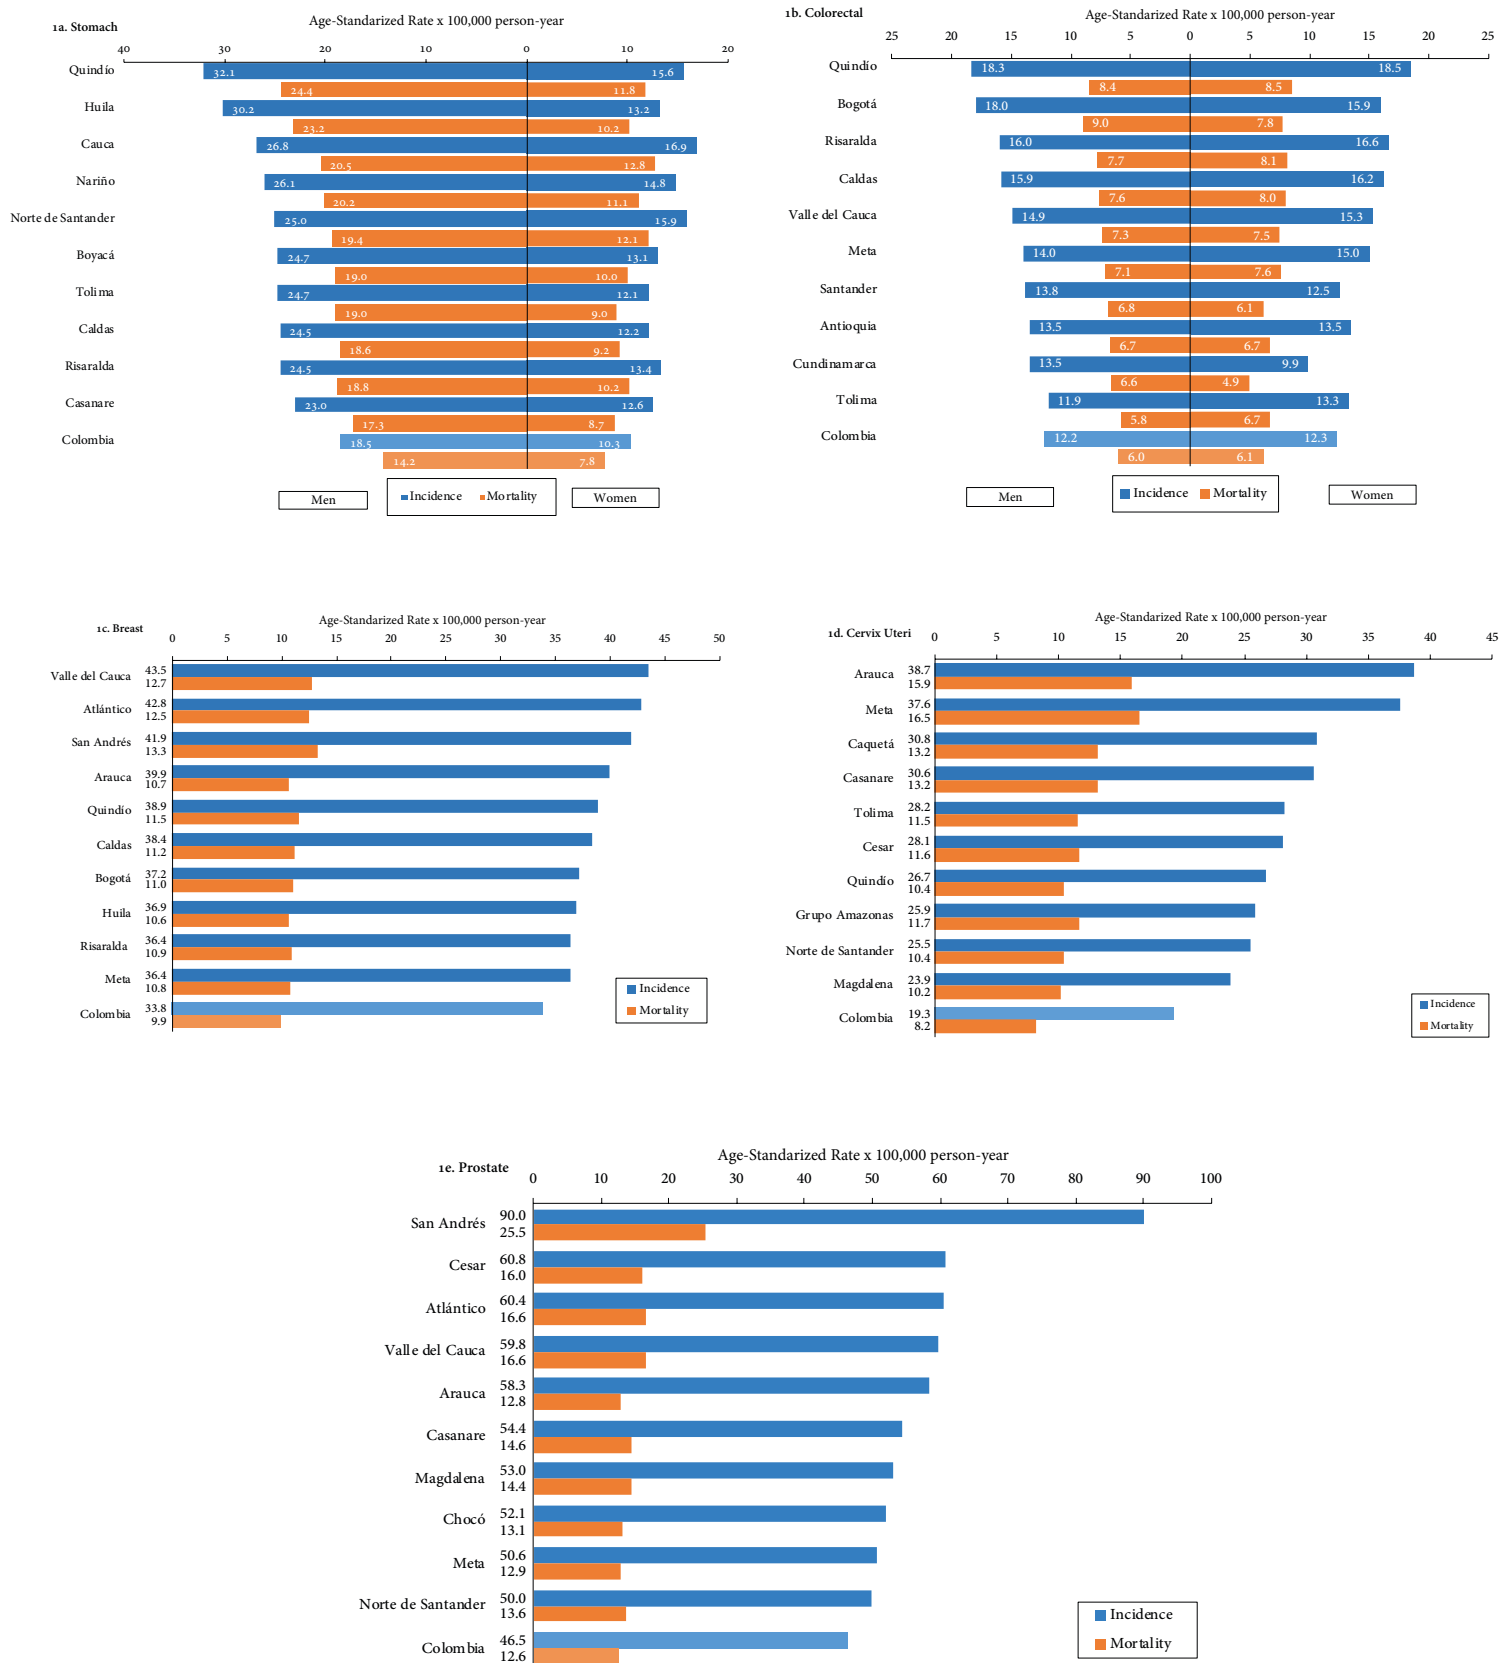 1a. Stomach
Age-Standarized Rate x 100,000 person-year
40 30 20 10 0 10 20
Quindío 32.1 15.6
24.4 11.8
Huila 30.2 13.2
23.2 10.2
Cauca 26.8 16.9
20.5 12.8
Nariño 26.1 14.8
20.2 11.1
Norte de Santander 25.0 15.9
19.4 12.1
Boyacá 24.7 13.1
19.0 10.0
Tolima 24.7 12.1
19.0 9.0
Caldas 24.5 12.2
18.6 9.2
Risaralda 24.5 13.4
18.8 10.2
Casanare 23.0 12.6
17.3 8.7
Colombia 18.5 10.3
14.2 7.8
Men Incidence Mortality Women
1b. Colorectal
Age-Standarized Rate x 100,000 person-year
25 20 15 10 5 0 5 10 15 20 25
Quindío 18.3 18.5
8.4 8.5
Bogotá 18.0 15.9
9.0 7.8
Risaralda 16.0 16.6
7.7 8.1
Caldas 15.9 16.2
7.6 8.0
Valle del Cauca 14.9 15.3
7.3 7.5
Meta 14.0 15.0
7.1 7.6
Santander 13.8 12.5
6.8 6.1
Antioquia 13.5 13.5
6.7 6.7
Cundinamarca 13.5 9.9
6.6 4.9
Tolima 11.9 13.3
5.8 6.7
Colombia 12.2 12.3
6.0 6.1
Men Incidence Mortality Women
1c. Breast
Age-Standarized Rate x 100,000 person-year
0 5 10 15 20 25 30 35 40 45 50
Valle del Cauca 43.5
12.7
Atlántico 42.8
12.5
San Andrés 41.9
13.3
Arauca 39.9
10.7
Quindío 38.9
11.5
Caldas 38.4
11.2
Bogotá 37.2
11.0
Huila 36.9
10.6
Risaralda 36.4
10.9
Meta 36.4
10.8
Colombia 33.8
9.9
Incidence
Mortality
1d. Cervix Uteri
Age-Standarized Rate x 100,000 person-year
0 5 10 15 20 25 30 35 40 45
Arauca 38.7
15.9
Meta 37.6
16.5
Caquetá 30.8
13.2
Casanare 30.6
13.2
Tolima 28.2
11.5
Cesar 28.1
11.6
Quindío 26.7
10.4
Grupo Amazonas 25.9
11.7
Norte de Santander 25.5
10.4
Magdalena 23.9
10.2
Colombia 19.3
8.2
Incidence
Mortality
1e. Prostate
Age-Standarized Rate x 100,000 person-year
0 10 20 30 40 50 60 70 80 90 100
San Andrés 90.0
25.5
Cesar 60.8
16.0
Atlántico 60.4
16.6
Valle del Cauca 59.8
16.6
Arauca 58.3
12.8
Casanare 54.4
14.6
Magdalena 53.0
14.4
Chocó 52.1
13.1
Meta 50.6
12.9
Norte de Santander 50.0
13.6
Colombia 46.5
12.6
Incidence
Mortality